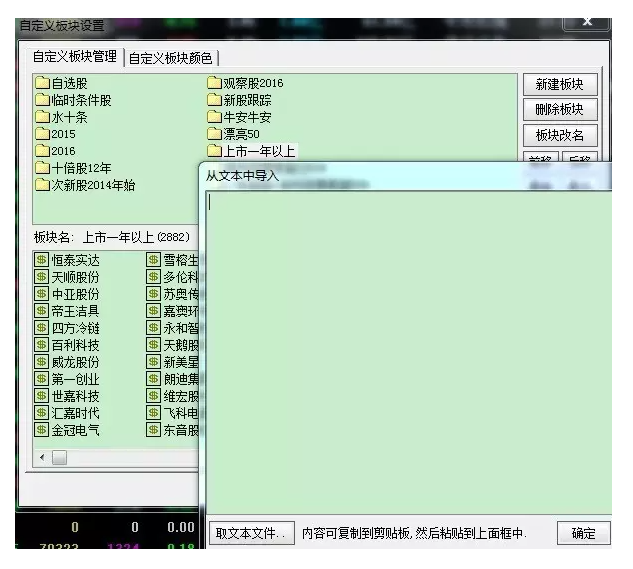 自定义板块设置
自定义板块管理 自定义板块颜色
自选股 观察股2016 新建板块
临时条件股 新股跟踪 删除板块
水十条 牛安牛安
2015 漂亮50 板块改名
2016 上市一年以上
十倍股12年 前移 后移
次新股2014年始
从文本中导入
板块名: 上市一年以上(2882)
恒泰实达 雪榕生
天顺股份 多伦科
中亚股份 苏奥传
帝王洁具 嘉澳环
四方冷链 永和智
百利科技 天鹅股
威龙股份 新美星
第一创业 朗迪集
世嘉科技 维宏股
汇嘉时代 飞科电
金冠电气 东音股
取文本文件.. 内容可复制到剪贴板,然后粘贴到上面框中. 确定
0 0 0.00
70323 1324 0.18